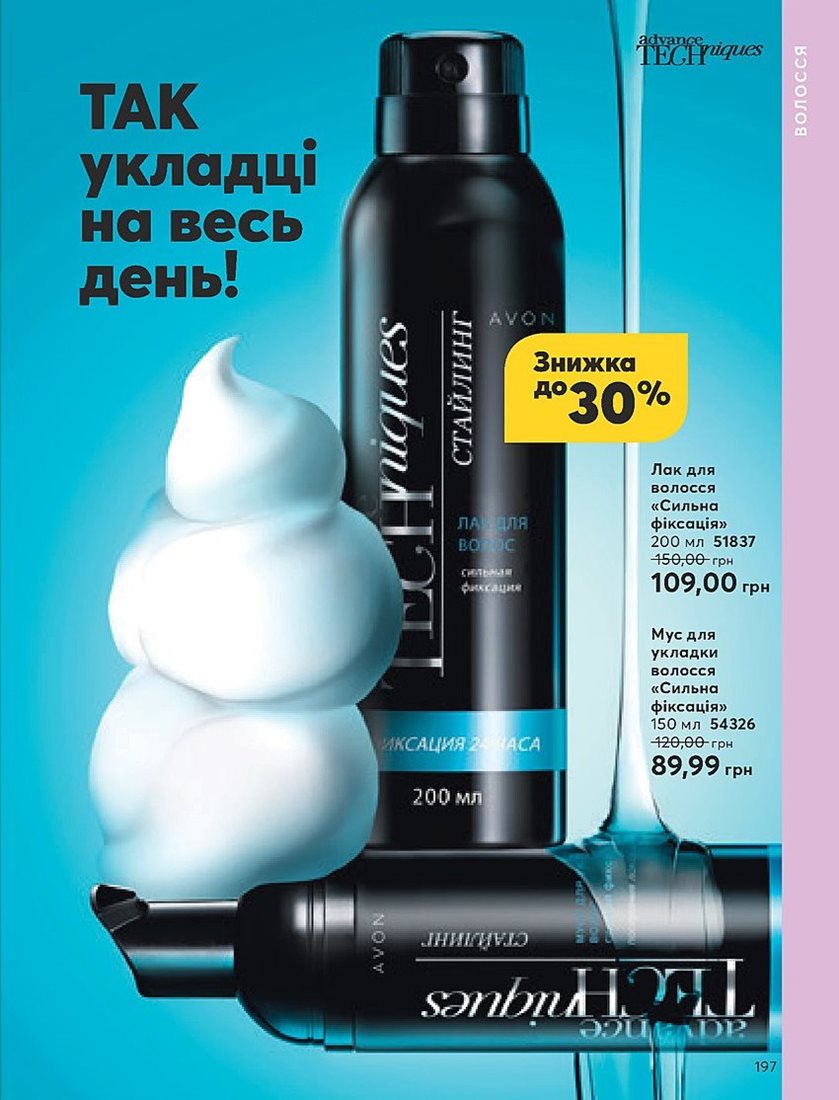 advance
TECHniques
ВОЛОССЯ
ТАК
укладці
на весь
день!
AVON
TECHniques
СТАЙЛИНГ
ЛАК ДЛЯ
ВОЛОС
сильная
фиксация
ФИКСАЦИЯ 24 ЧАСА
200 мл
Знижка
до 30%
Лак для
волосся
«Сильна
фіксація»
200 мл 51837
150,00 грн
109,00 грн
Мус для
укладки
волосся
«Сильна
фіксація»
150 мл 54326
120,00 грн
89,99 грн
AVON
СТАЙЛИНГ
advance
TECHniques
МУСС ДЛЯ
197